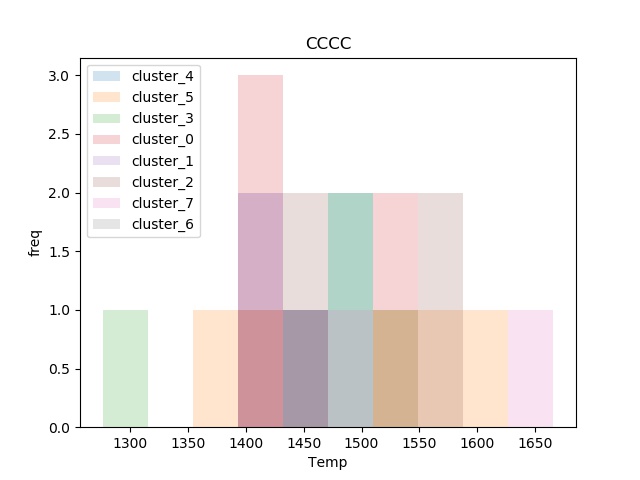 CCCC
cluster_4
cluster_5
cluster_3
cluster_0
cluster_1
cluster_2
cluster_7
cluster_6
freq
3.0
2.5
2.0
1.5
1.0
0.5
0.0
1300 1350 1400 1450 1500 1550 1600 1650
Temp